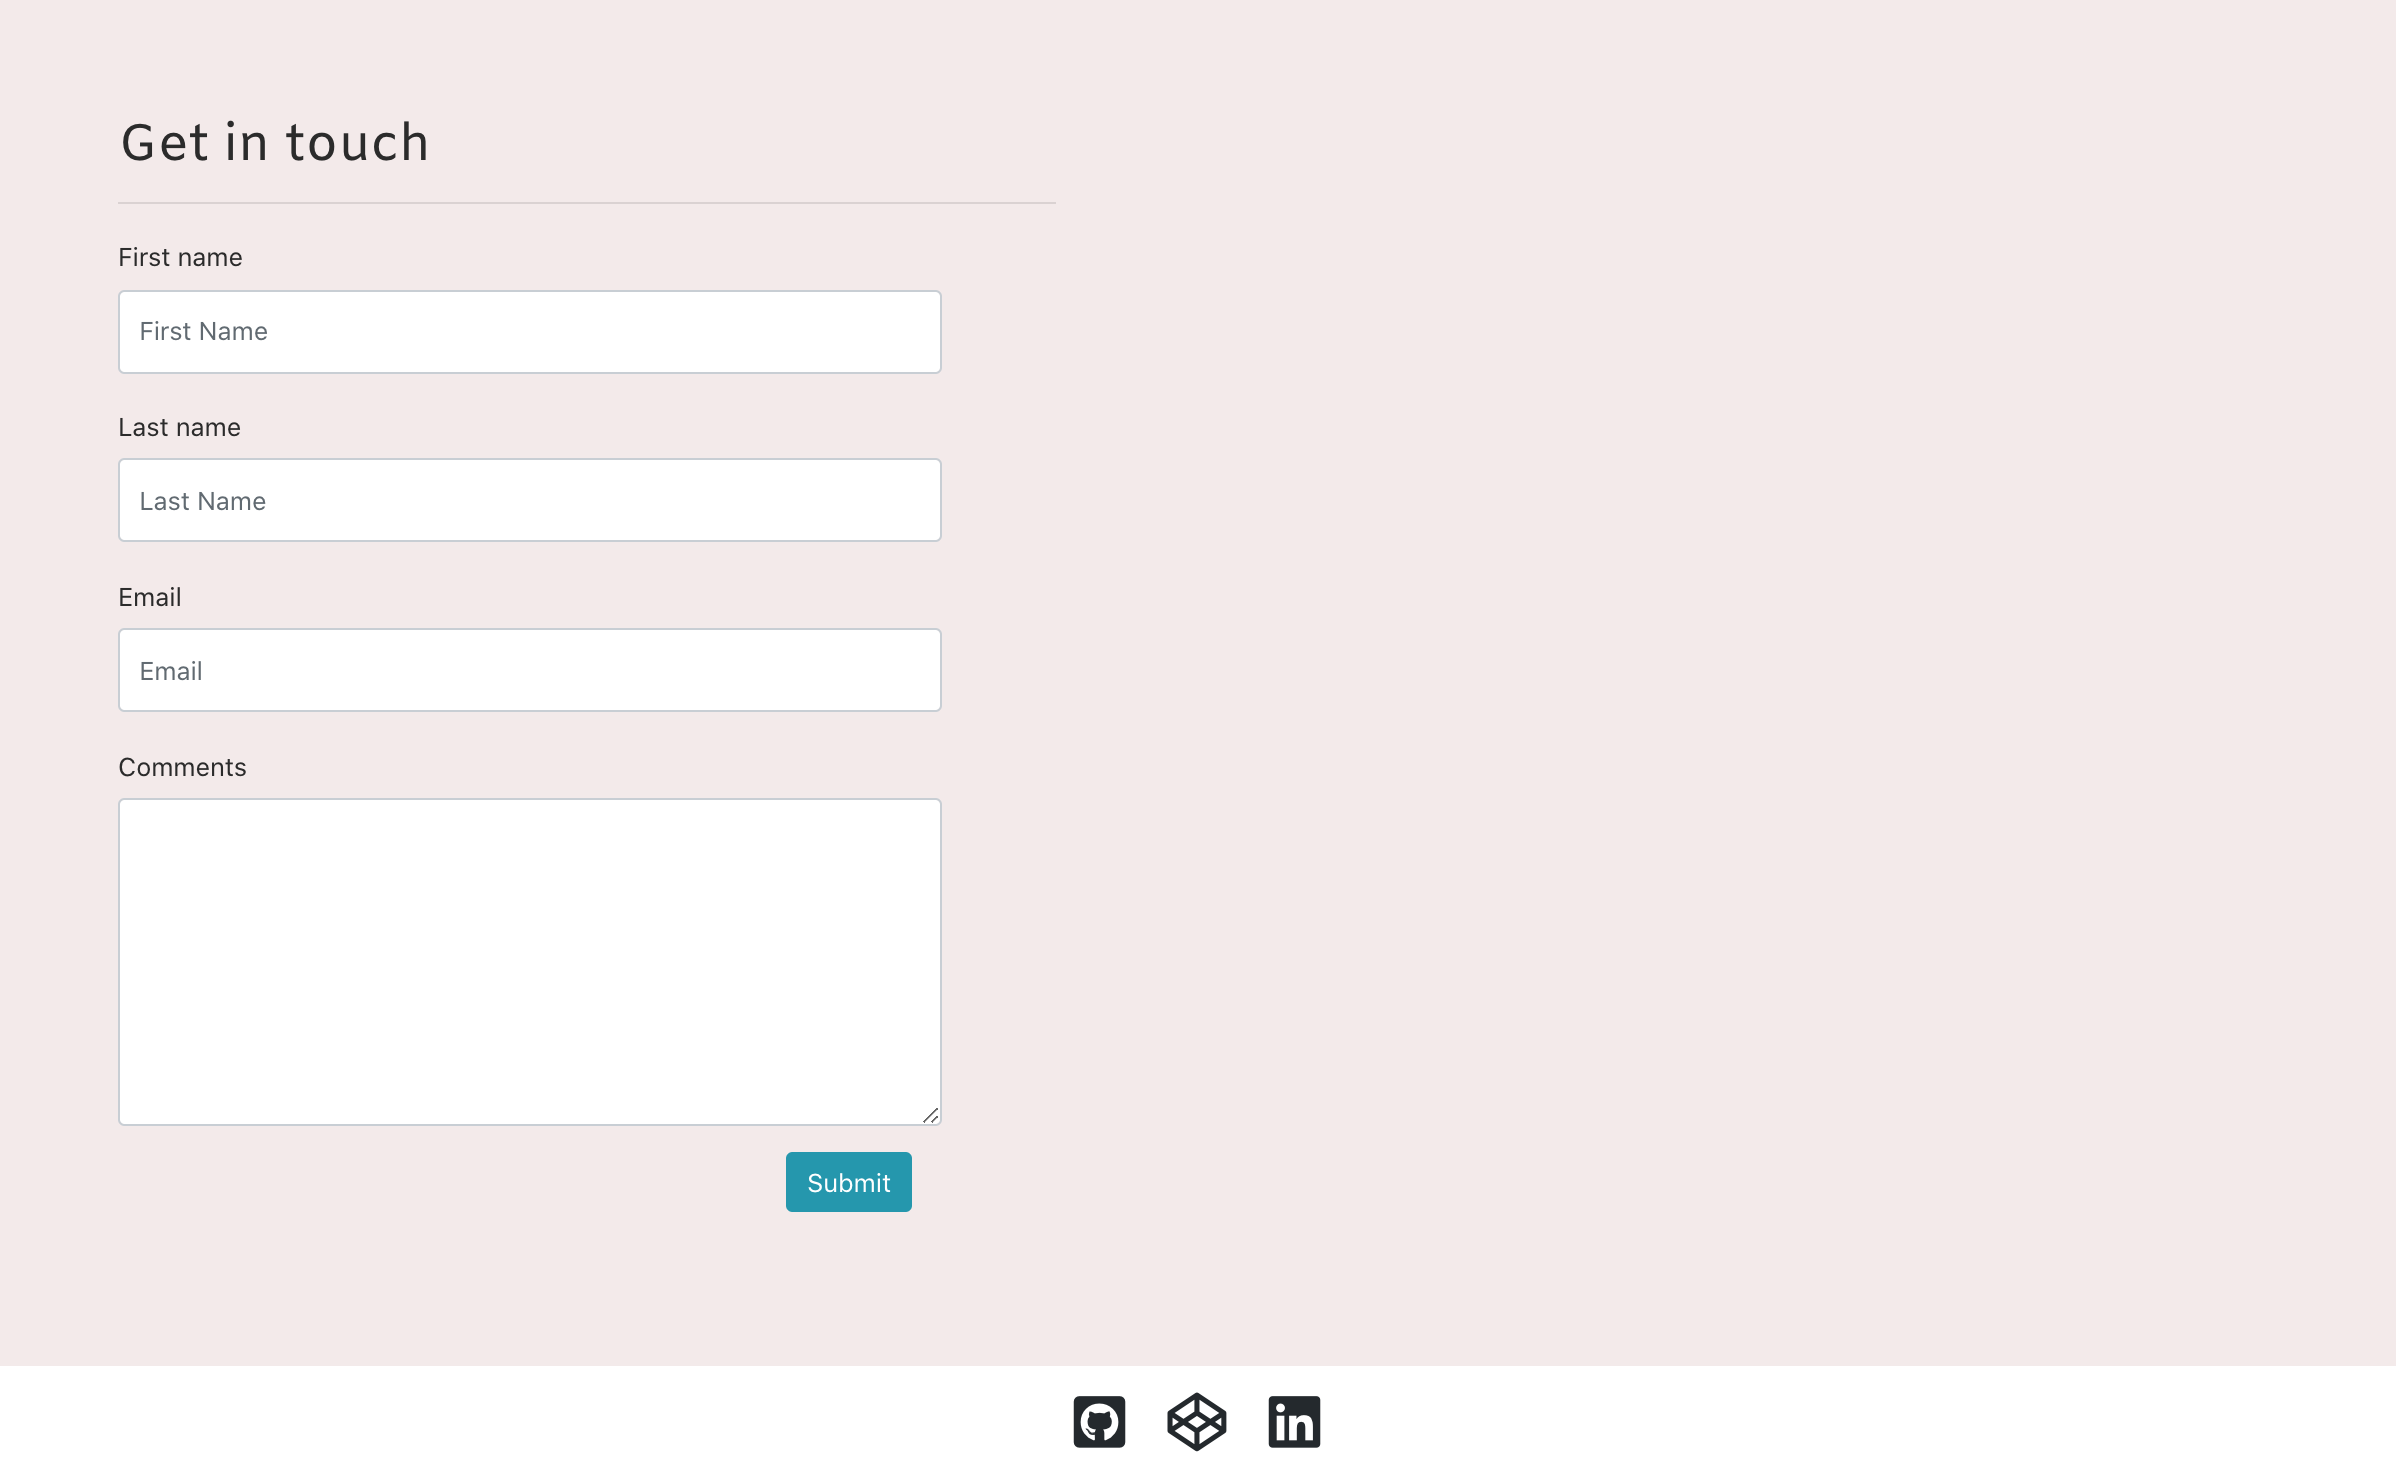 Get in touch
First name
First Name
Last name
Last Name
Email
Email
Comments
Submit
in